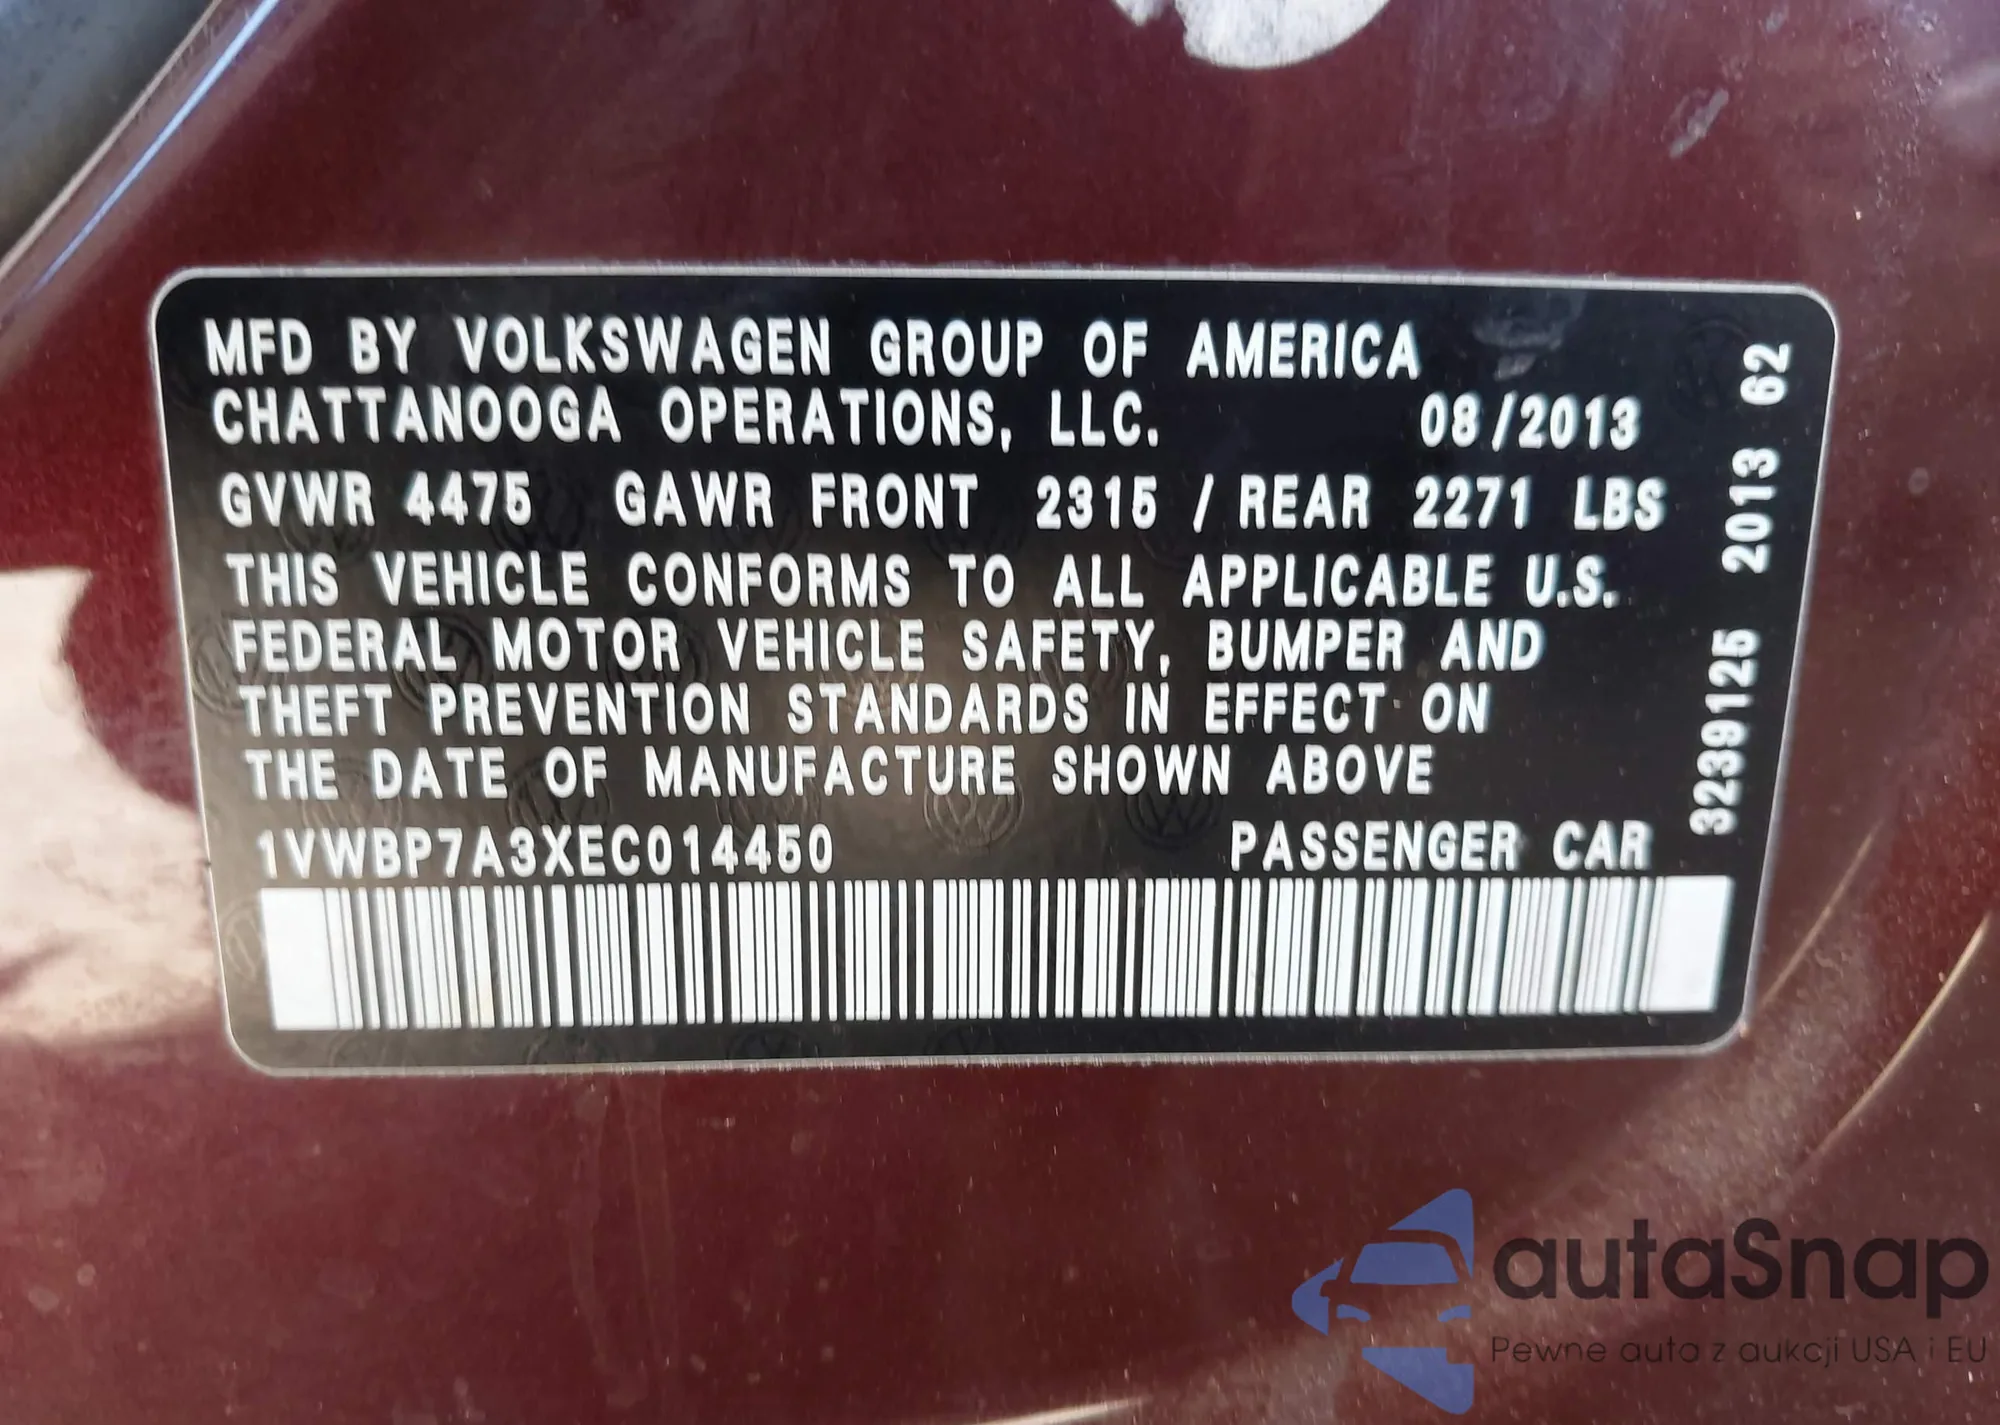 MFD BY VOLKSWAGEN GROUP OF AMERICA
CHATTANOOGA OPERATIONS, LLC. 08/2013
GVWR 4475 GAWR FRONT 2315 / REAR 2271 LBS
THIS VEHICLE CONFORMS TO ALL APPLICABLE U.S.
FEDERAL MOTOR VEHICLE SAFETY, BUMPER AND
THEFT PREVENTION STANDARDS IN EFFECT ON
THE DATE OF MANUFACTURE SHOWN ABOVE
1VWBP7A3XEC014450 PASSENGER CAR
3239125 2013 62
autaSnap
Pewne auta z aukcji USA i EU